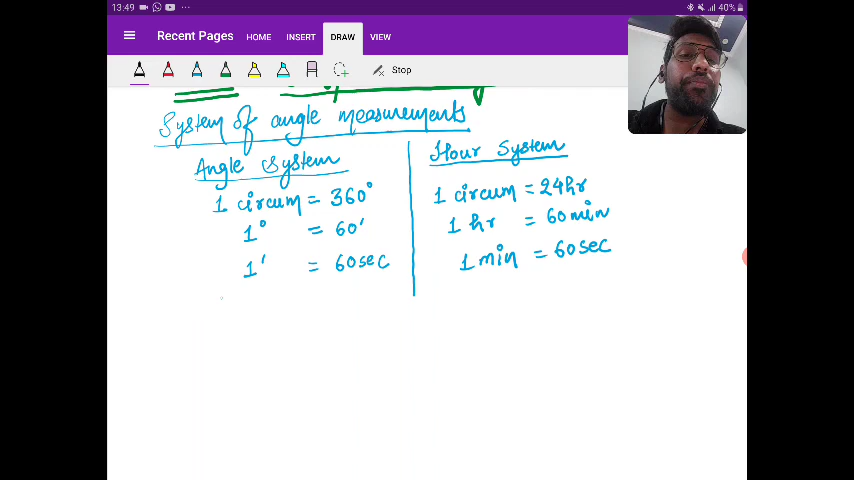 13:49
40%
Recent Pages HOME INSERT DRAW VIEW
Stop
System of angle measurements
Angle System
1 circum = 360°
1° = 60'
1' = 60sec
Hour System
1 circum = 24hr
1 hr = 60min
1 min = 60sec